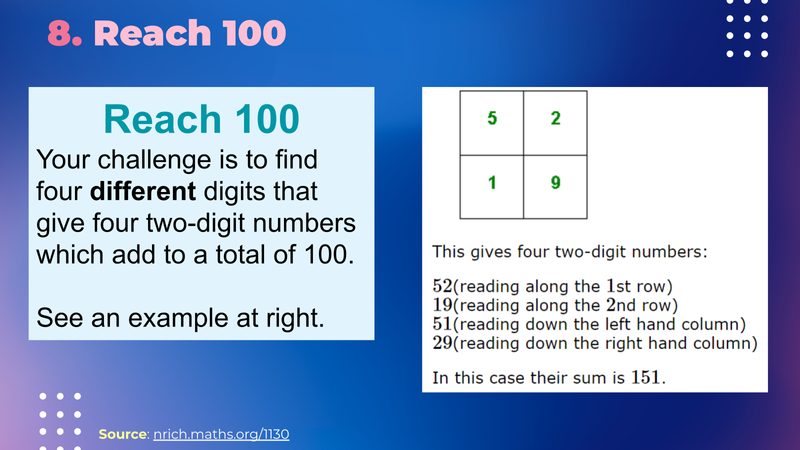 8. Reach 100
Reach 100
Your challenge is to find
four different digits that
give four two-digit numbers
which add to a total of 100.
See an example at right.
5 2
1 9
This gives four two-digit numbers:
52(reading along the 1st row)
19(reading along the 2nd row)
51(reading down the left hand column)
29(reading down the right hand column)
In this case their sum is 151.
Source: nrich.maths.org/1130